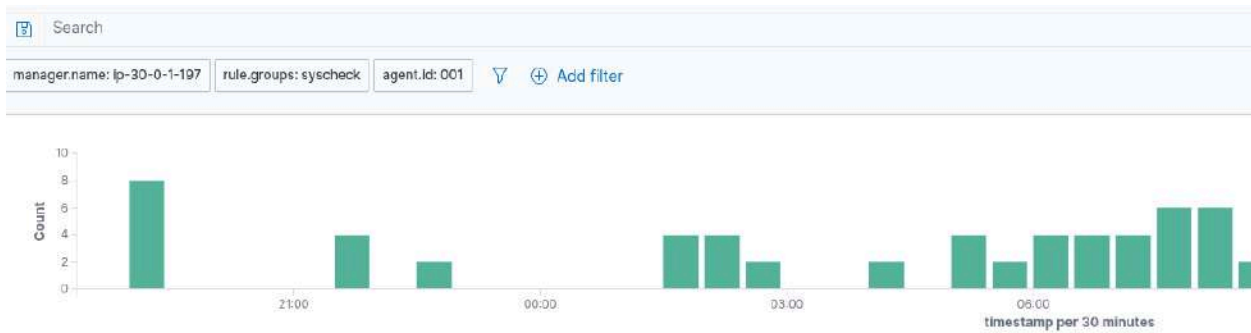 Search
manager.name: ip-30-0-1-197 rule.groups: syscheck agent.id: 001 Add filter
10
8
6
4
2
0
Count
21:00 00:00 03:00 06:00
timestamp per 30 minutes